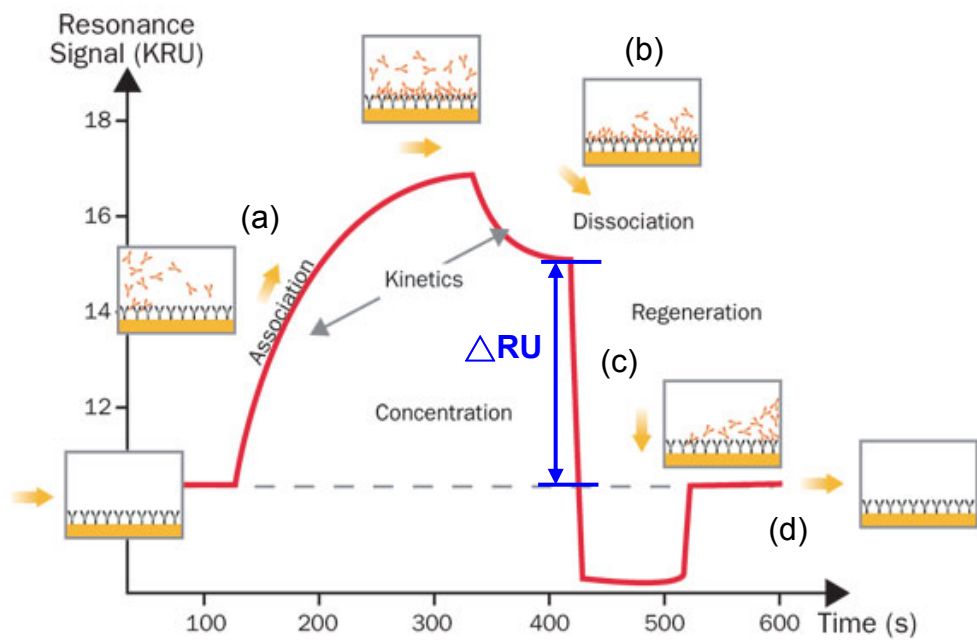 Resonance
Signal (KRU)
(b)
18
16
(a)
Dissociation
Association
Kinetics
14
Regeneration
△RU
(c)
12
Concentration
(d)
100
200
300
400
500
600
Time (s)